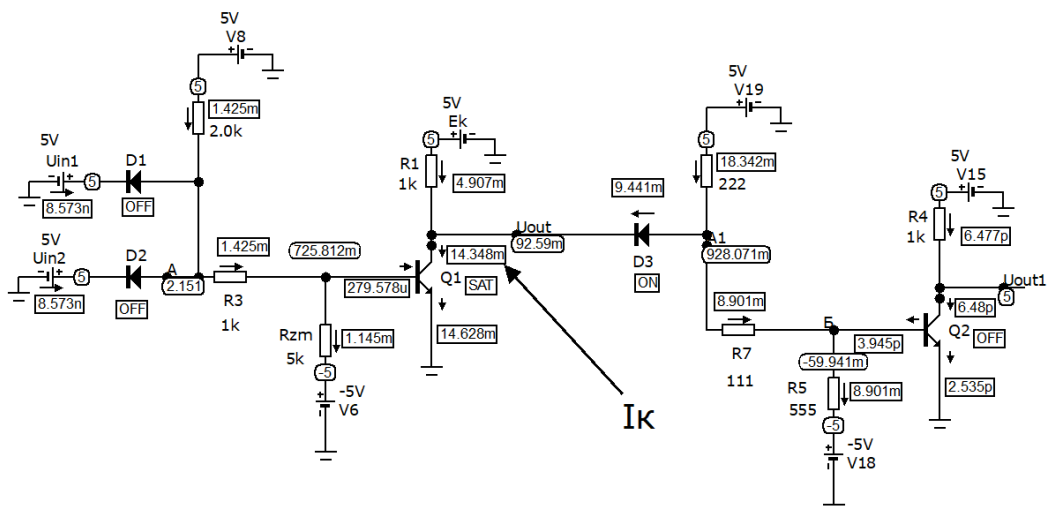 5V
V8
5
1.425m
2.0k
5V
Uin1
5
8.573n
D1
OFF
5V
Uin2
5
8.573n
D2
OFF
A
2.151
1.425m
R3
1k
725.812m
279.578u
Rzm
5k
1.145m
-5
-5V
V6
5V
Ek
5
R1
1k
4.907m
Uout
92.59m
14.348m
Q1
SAT
14.628m
Iк
9.441m
D3
ON
5V
V19
5
18.342m
222
A1
928.071m
8.901m
R7
111
Б
-59.941m
3.945p
R5
555
8.901m
-5
-5V
V18
5V
V15
5
R4
1k
6.477p
Uout1
5
6.48p
Q2
OFF
2.535p